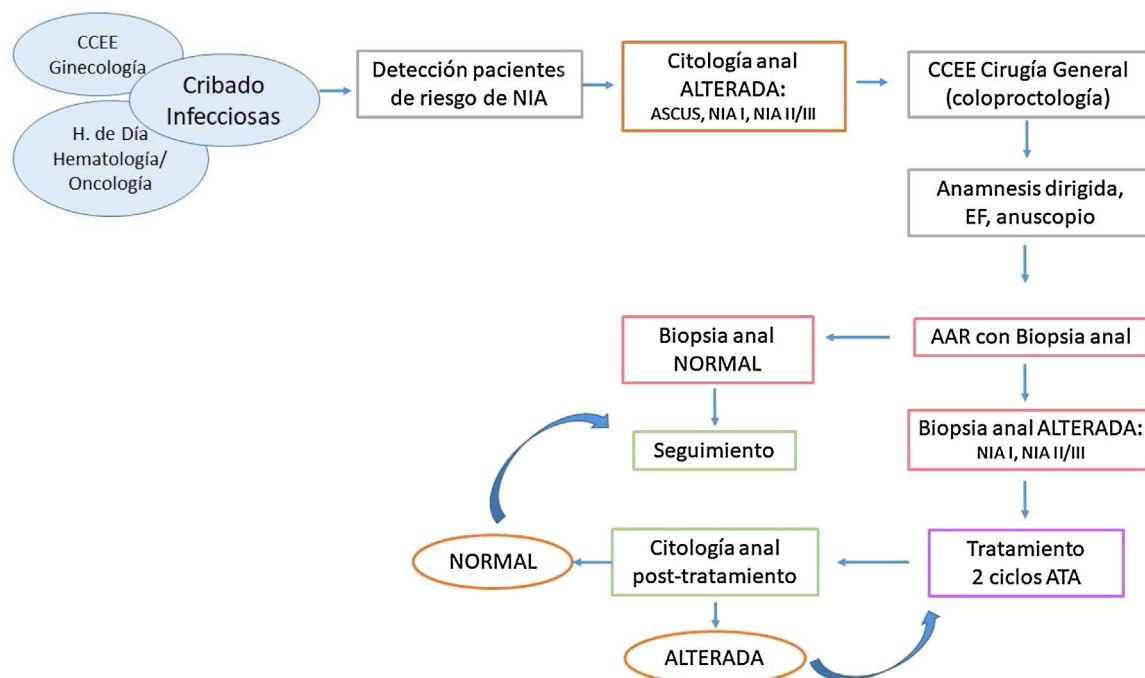 CCEE
Ginecología
Cribado
Infecciosas
H. de Día
Hematología/
Oncología
Detección pacientes
de riesgo de NIA
Citología anal
ALTERADA:
ASCUS, NIA I, NIA II/III
CCEE Cirugía General
(coloproctología)
Anamnesis dirigida,
EF, anuscopio
AAR con Biopsia anal
Biopsia anal
NORMAL
Biopsia anal ALTERADA:
NIA I, NIA II/III
Seguimiento
Tratamiento
2 ciclos ATA
Citología anal
post-tratamiento
NORMAL
ALTERADA